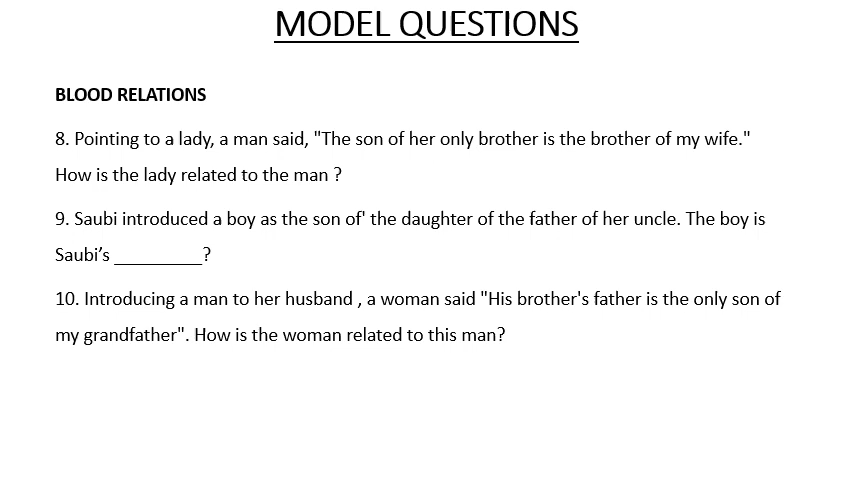 MODEL QUESTIONS
BLOOD RELATIONS
8. Pointing to a lady, a man said, "The son of her only brother is the brother of my wife."
How is the lady related to the man ?
9. Saubi introduced a boy as the son of' the daughter of the father of her uncle. The boy is
Saubi’s _________?
10. Introducing a man to her husband , a woman said "His brother's father is the only son of
my grandfather". How is the woman related to this man?